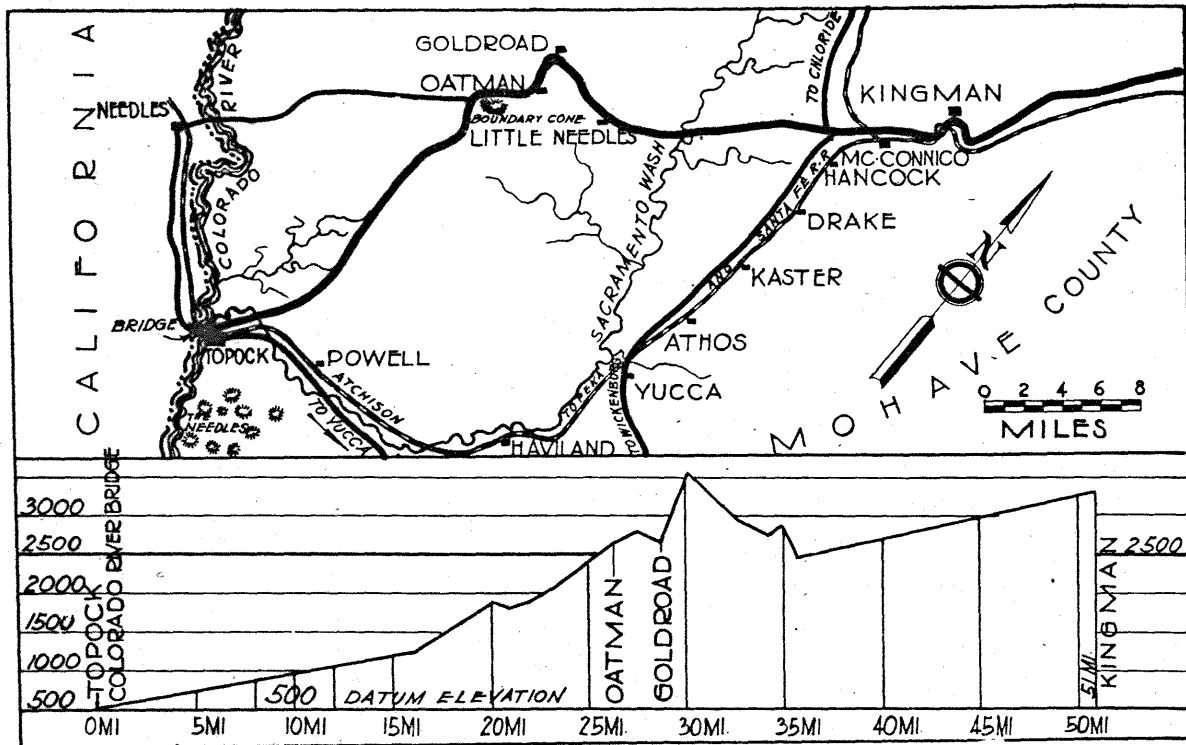 CALIFORNIA
COLORADO
RIVER
NEEDLES
GOLDROAD
OATMAN
BOUNDARY CONE
LITTLE NEEDLES
TO CHLORIDE
KINGMAN
MC·CONNICO
HANCOCK
DRAKE
KASTER
ATHOS
YUCCA
SACRAMENTO WASH
ATCHISON
TOPEKA
AND
SANTA FE R·R
BRIDGE
TOPOCK
POWELL
THE
NEEDLES
TO YUCCA
HAVILAND
TO WICKENBURG
N
MOHAVE COUNTY
0 2 4 6 8
MILES
3000
2500
2000
1500
1000
500
TOPOCK
COLORADO RIVER BRIDGE
500 DATUM ELEVATION
OATMAN
GOLDROAD
2500
51 MI.
KINGMAN
0MI 5MI 10MI 15MI 20MI 25MI. 30MI 35MI. 40MI 45MI 50MI